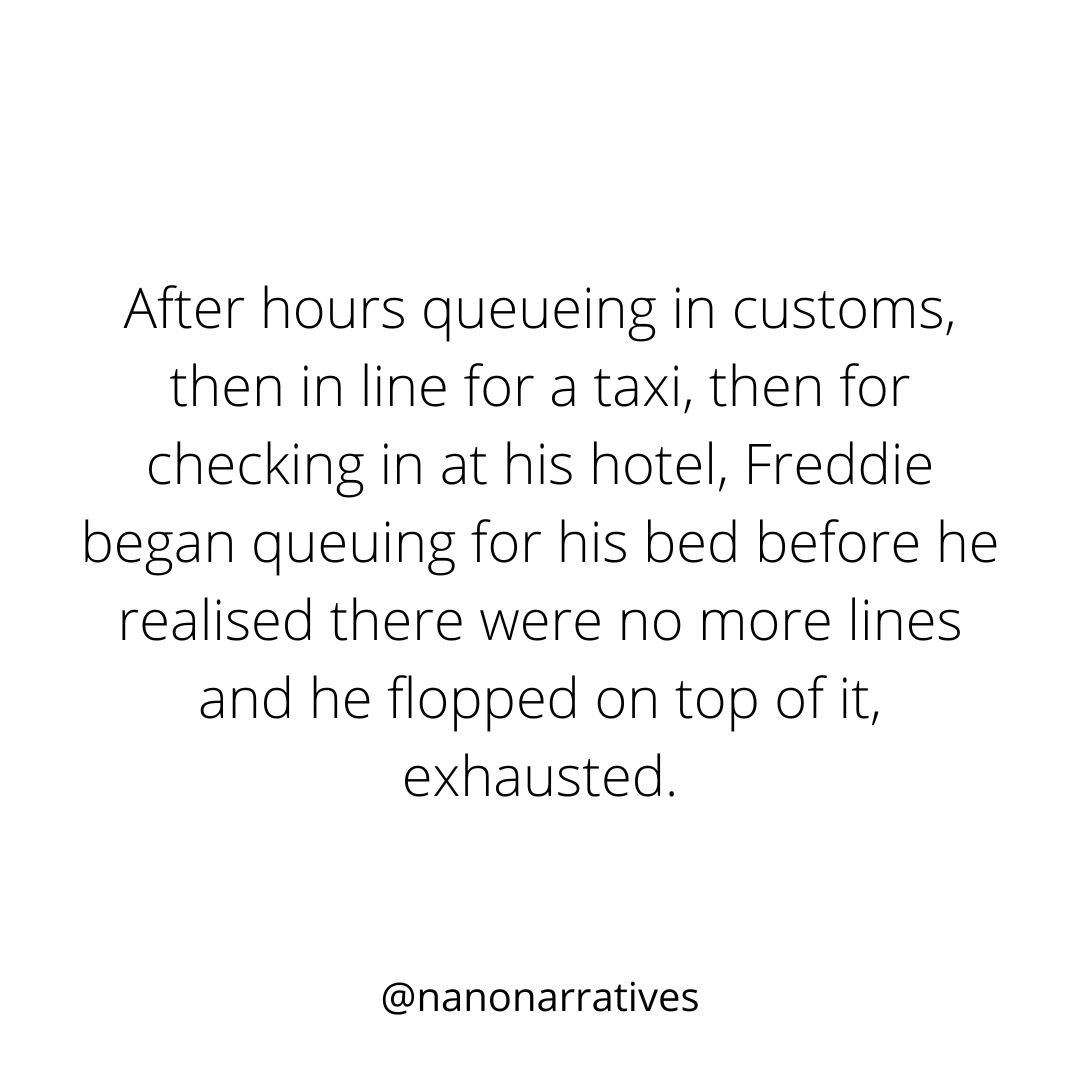 After hours queueing in customs,
then in line for a taxi, then for
checking in at his hotel, Freddie
began queuing for his bed before he
realised there were no more lines
and he flopped on top of it,
exhausted.
@nanonarratives